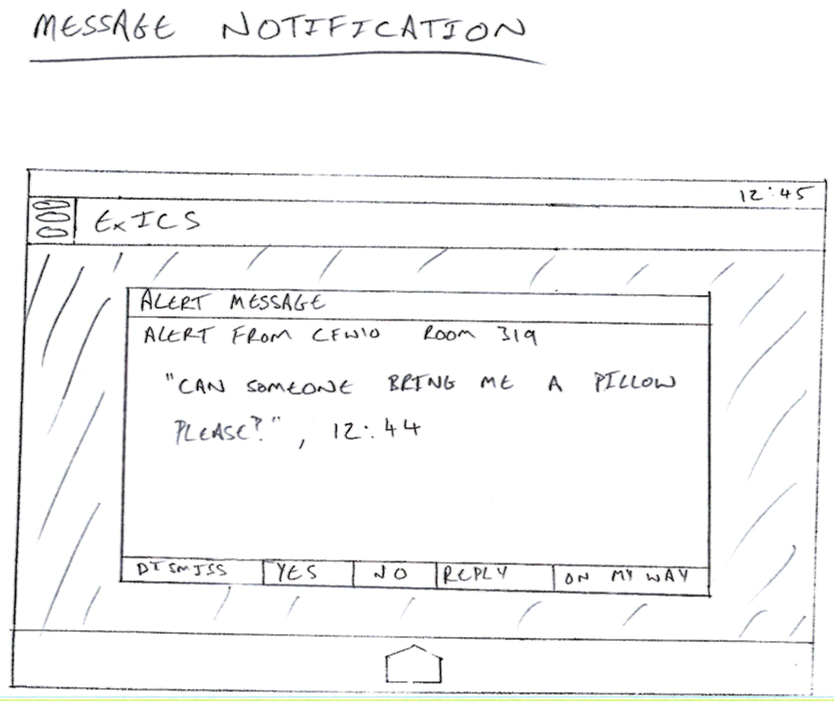 MESSAGE NOTIFICATION
12:45
ExICS
ALERT MESSAGE
ALERT FROM CFW10 ROOM 319
"CAN SOMEONE BRING ME A PILLOW
PLEASE?", 12:44
DISMISS YES NO REPLY ON MY WAY